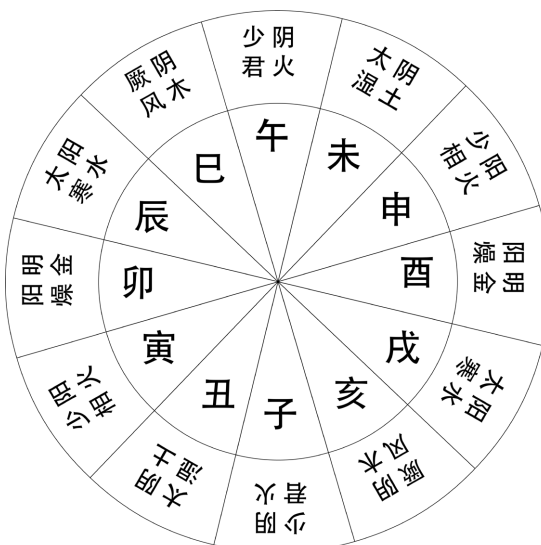 少阴
君火
太阴
湿土
少阳
相火
阳明
燥金
太阳
寒水
厥阴
风木
少阴
君火
太阴
湿土
少阳
相火
阳明
燥金
太阳
寒水
厥阴
风木
午
未
申
酉
戌
亥
子
丑
寅
卯
辰
巳